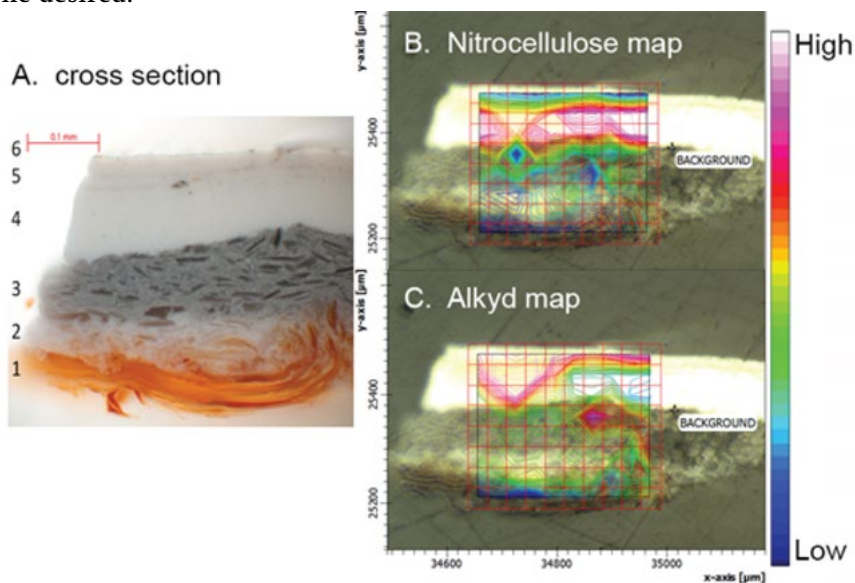 A. cross section
0.1 mm
6
5
4
3
2
1
B. Nitrocellulose map
y-axis [µm]
25400
25200
BACKGROUND
C. Alkyd map
y-axis [µm]
25400
25200
BACKGROUND
34600
34800
35000
x-axis [µm]
High
Low